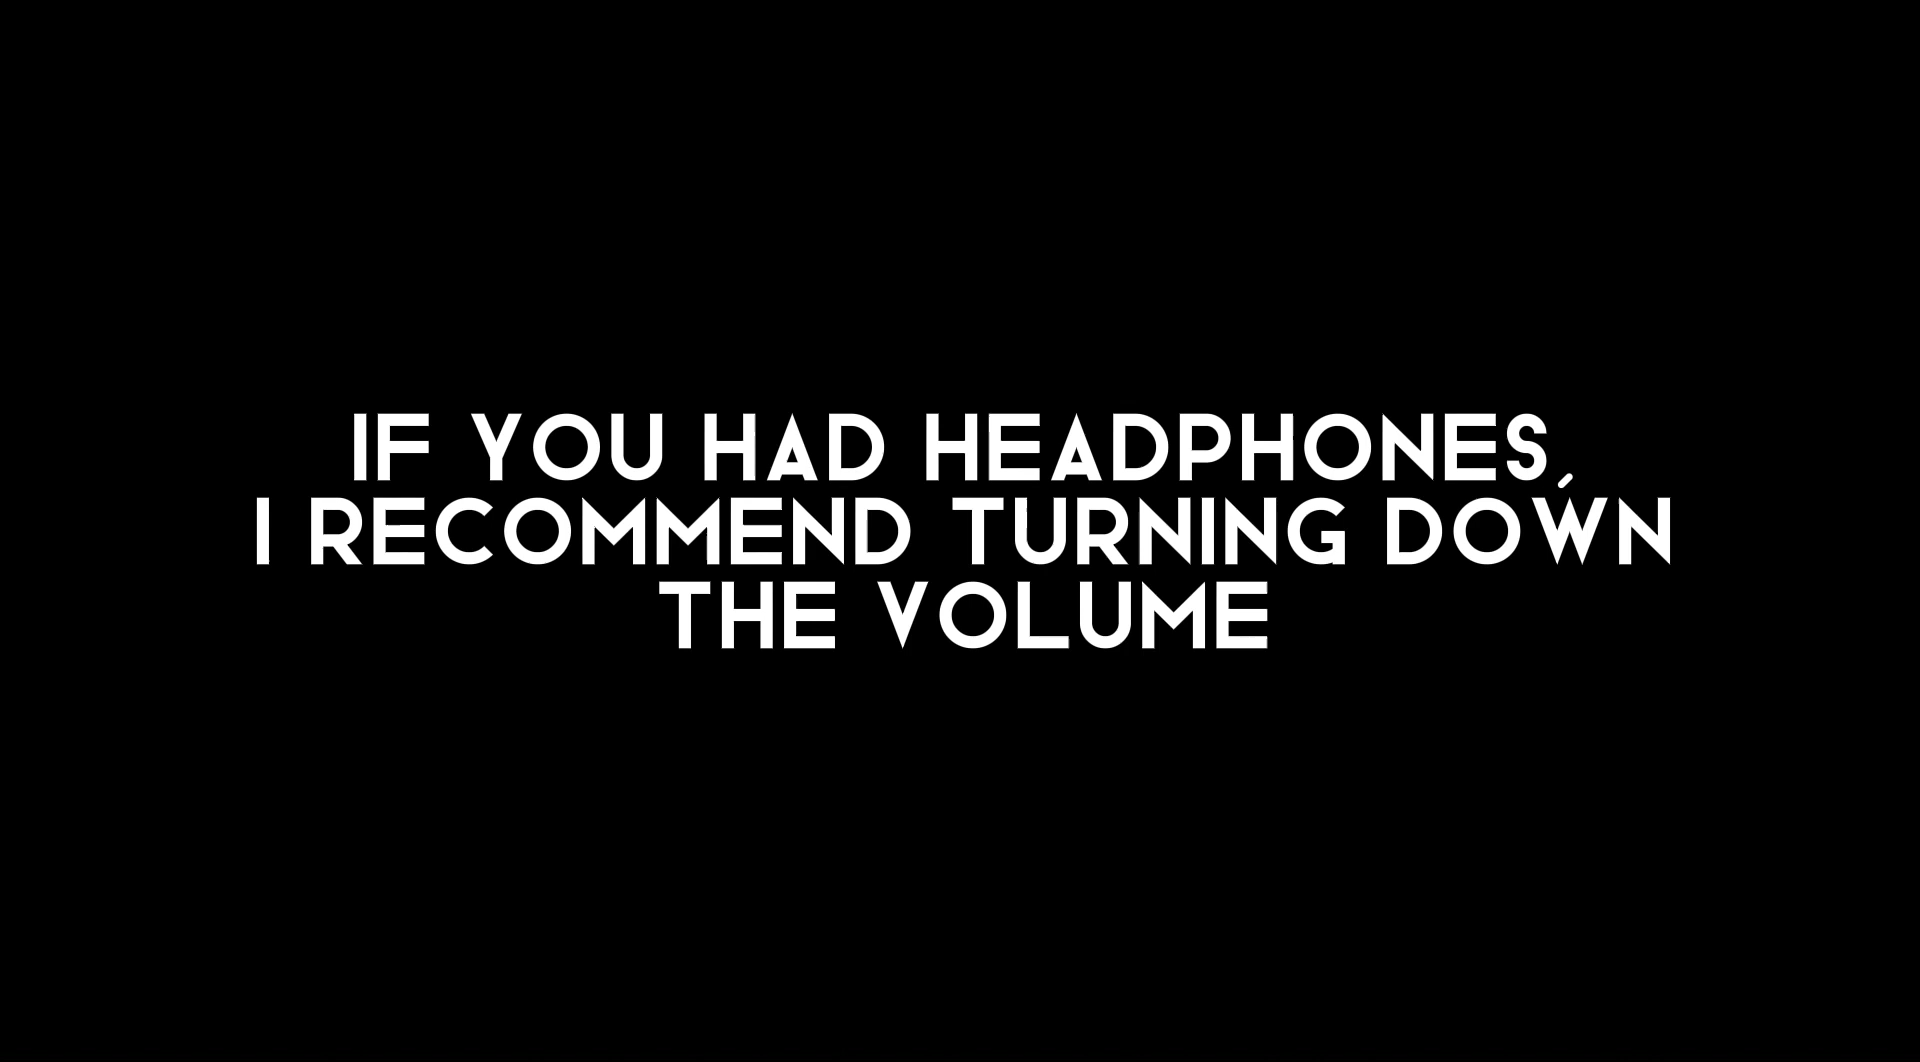 IF YOU HAD HEADPHONES,
I RECOMMEND TURNING DOWN
THE VOLUME